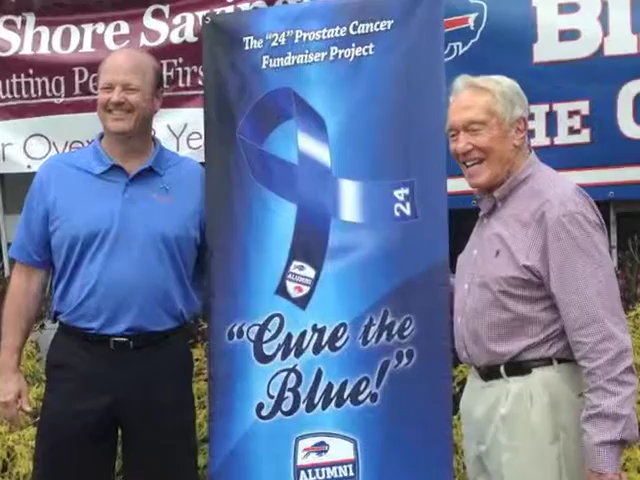 Shore Sav
utting Pe First
r Over Ye
The "24" Prostate Cancer
Fundraiser Project
24
ALUMNI
"Cure the
Blue!"
ALUMNI
BI
HE C